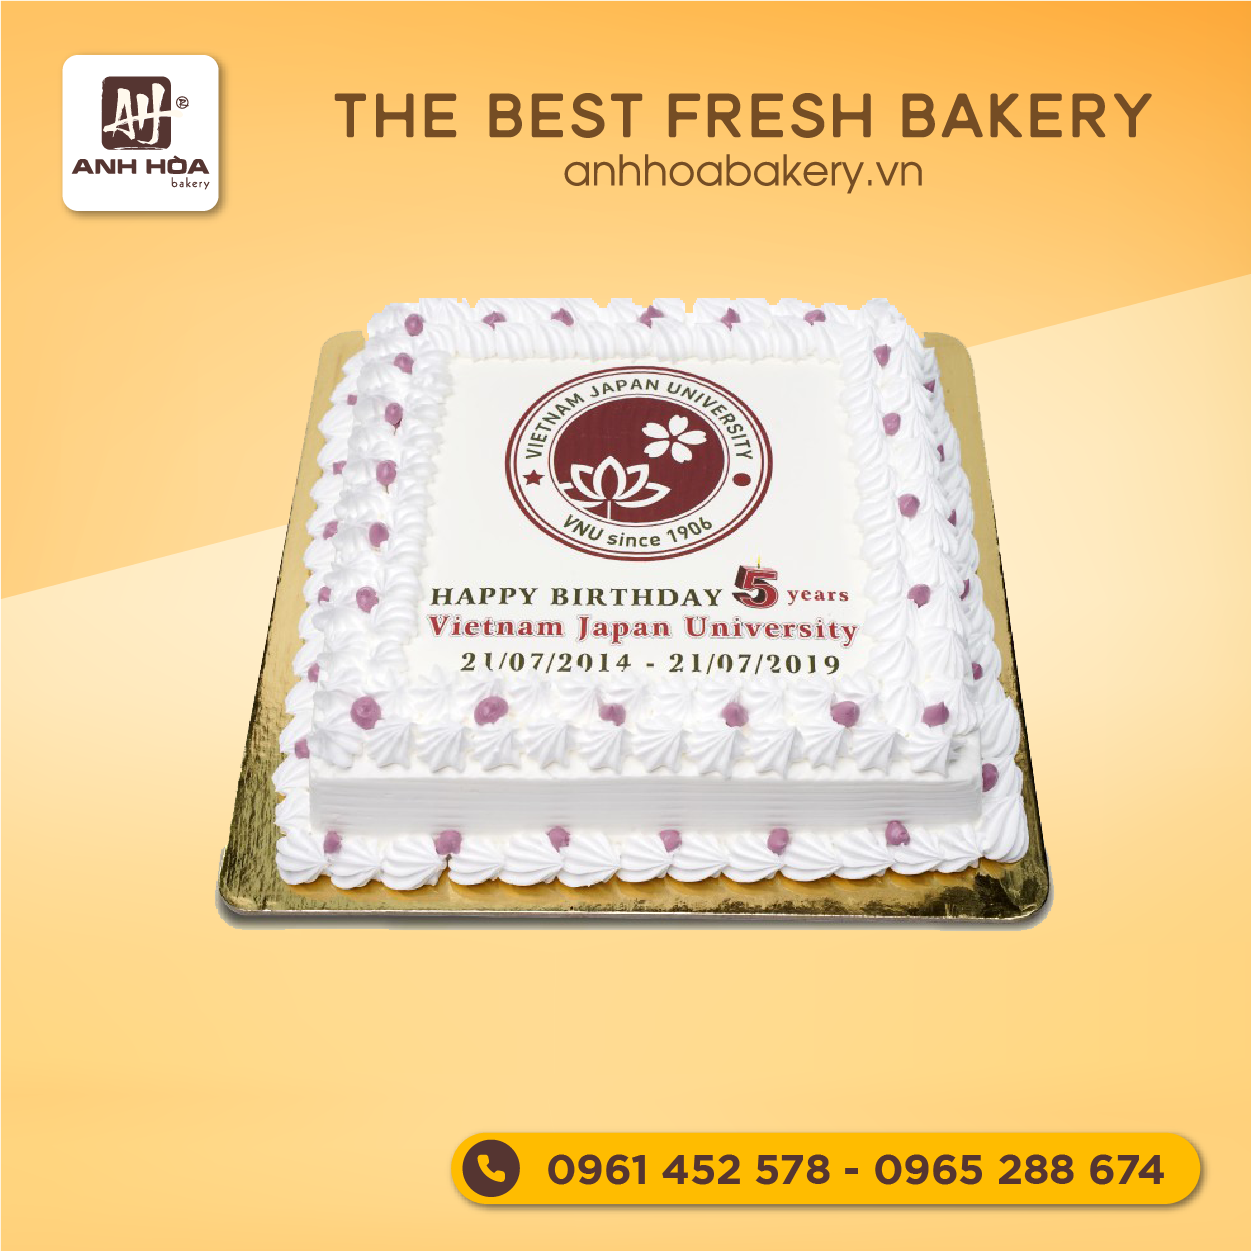 AH®
ANH HÒA
bakery
THE BEST FRESH BAKERY
anhhoabakery.vn
VIETNAM JAPAN UNIVERSITY
VNU since 1906
HAPPY BIRTHDAY 5 years
Vietnam Japan University
21/07/2014 - 21/07/2019
0961 452 578 - 0965 288 674